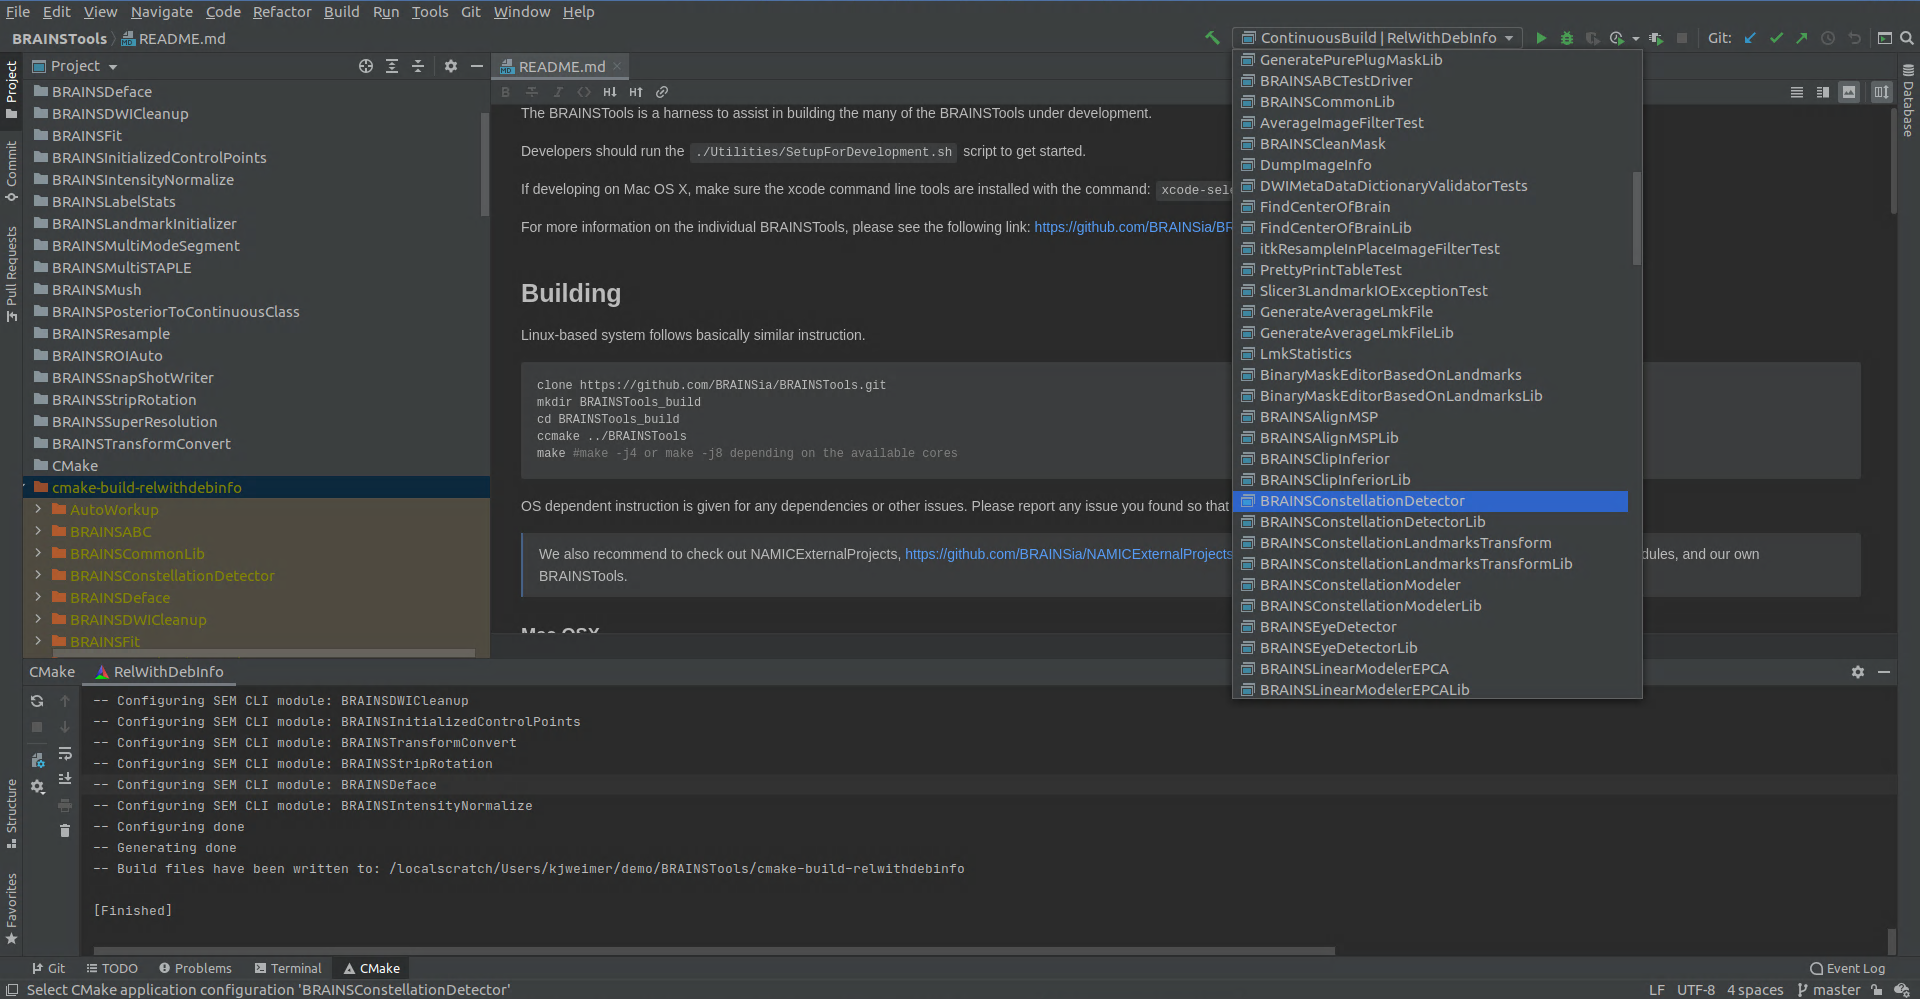 File Edit View Navigate Code Refactor Build Run Tools Git Window Help
BRAINSTools README.md
ContinuousBuild | RelWithDebInfo
Git:
Project
Commit
Pull Requests
Structure
Favorites
Project
BRAINSDeface
BRAINSDWICleanup
BRAINSFit
BRAINSInitializedControlPoints
BRAINSIntensityNormalize
BRAINSLabelStats
BRAINSLandmarkInitializer
BRAINSMultiModeSegment
BRAINSMultiSTAPLE
BRAINSMush
BRAINSPosteriorToContinuousClass
BRAINSResample
BRAINSROIAuto
BRAINSSnapShotWriter
BRAINSStripRotation
BRAINSSuperResolution
BRAINSTransformConvert
CMake
cmake-build-relwithdebinfo
AutoWorkup
BRAINSABC
BRAINSCommonLib
BRAINSConstellationDetector
BRAINSDeface
BRAINSDWICleanup
BRAINSFit
README.md
B I <> H↓ H↑
The BRAINSTools is a harness to assist in building the many of the BRAINSTools under development.
Developers should run the ./Utilities/SetupForDevelopment.sh script to get started.
If developing on Mac OS X, make sure the xcode command line tools are installed with the command: xcode-sele
For more information on the individual BRAINSTools, please see the following link: https://github.com/BRAINSia/BR
Building
Linux-based system follows basically similar instruction.
clone https://github.com/BRAINSia/BRAINSTools.git
mkdir BRAINSTools_build
cd BRAINSTools_build
ccmake ../BRAINSTools
make #make -j4 or make -j8 depending on the available cores
OS dependent instruction is given for any dependencies or other issues. Please report any issue you found so that
We also recommend to check out NAMICExternalProjects, https://github.com/BRAINSia/NAMICExternalProjects dules, and our own
BRAINSTools.
Mac OSX
GeneratePurePlugMaskLib
BRAINSABCTestDriver
BRAINSCommonLib
AverageImageFilterTest
BRAINSCleanMask
DumpImageInfo
DWIMetaDataDictionaryValidatorTests
FindCenterOfBrain
FindCenterOfBrainLib
itkResampleInPlaceImageFilterTest
PrettyPrintTableTest
Slicer3LandmarkIOExceptionTest
GenerateAverageLmkFile
GenerateAverageLmkFileLib
LmkStatistics
BinaryMaskEditorBasedOnLandmarks
BinaryMaskEditorBasedOnLandmarksLib
BRAINSAlignMSP
BRAINSAlignMSPLib
BRAINSClipInferior
BRAINSClipInferiorLib
BRAINSConstellationDetector
BRAINSConstellationDetectorLib
BRAINSConstellationLandmarksTransform
BRAINSConstellationLandmarksTransformLib
BRAINSConstellationModeler
BRAINSConstellationModelerLib
BRAINSEyeDetector
BRAINSEyeDetectorLib
BRAINSLinearModelerEPCA
BRAINSLinearModelerEPCALib
Database
CMake RelWithDebInfo
-- Configuring SEM CLI module: BRAINSDWICleanup
-- Configuring SEM CLI module: BRAINSInitializedControlPoints
-- Configuring SEM CLI module: BRAINSTransformConvert
-- Configuring SEM CLI module: BRAINSStripRotation
-- Configuring SEM CLI module: BRAINSDeface
-- Configuring SEM CLI module: BRAINSIntensityNormalize
-- Configuring done
-- Generating done
-- Build files have been written to: /localscratch/Users/kjweimer/demo/BRAINSTools/cmake-build-relwithdebinfo
[Finished]
Git TODO Problems Terminal CMake Event Log
Select CMake application configuration 'BRAINSConstellationDetector' LF UTF-8 4 spaces master